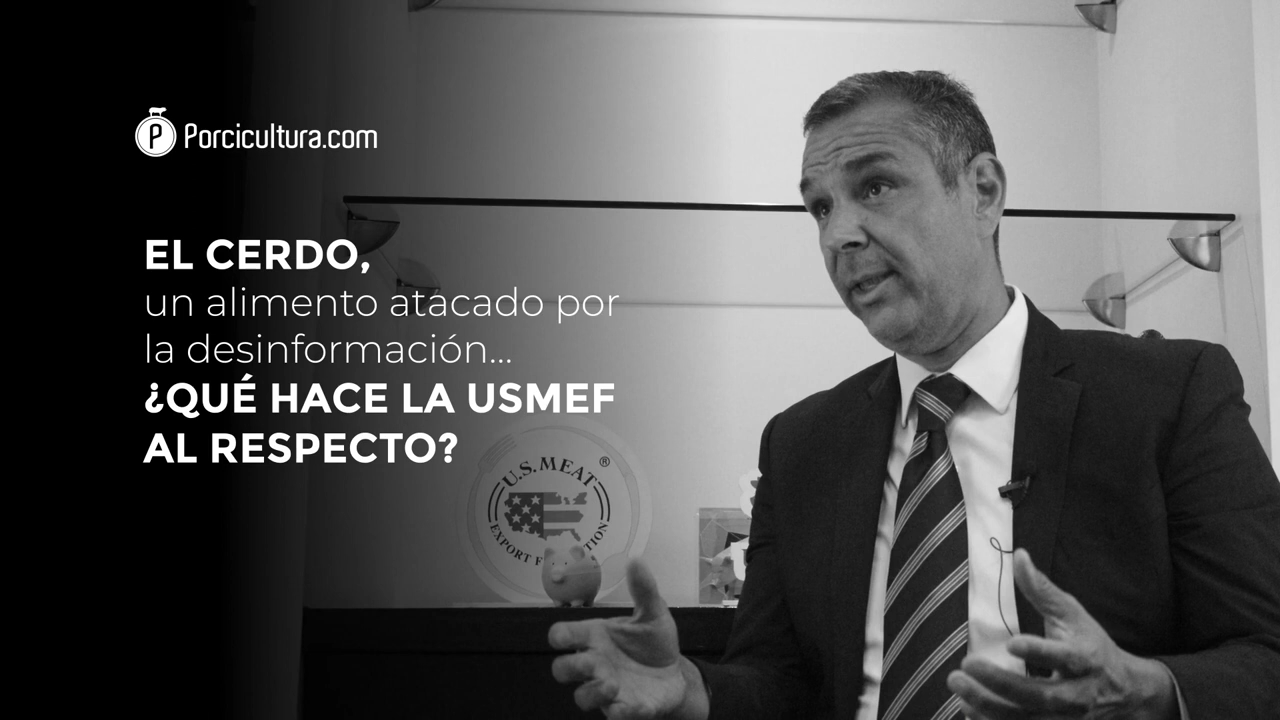 P
Porcicultura.com
EL CERDO,
un alimento atacado por
la desinformación...
¿QUÉ HACE LA USMEF
AL RESPECTO?
U.S. MEAT ®
EXPORT